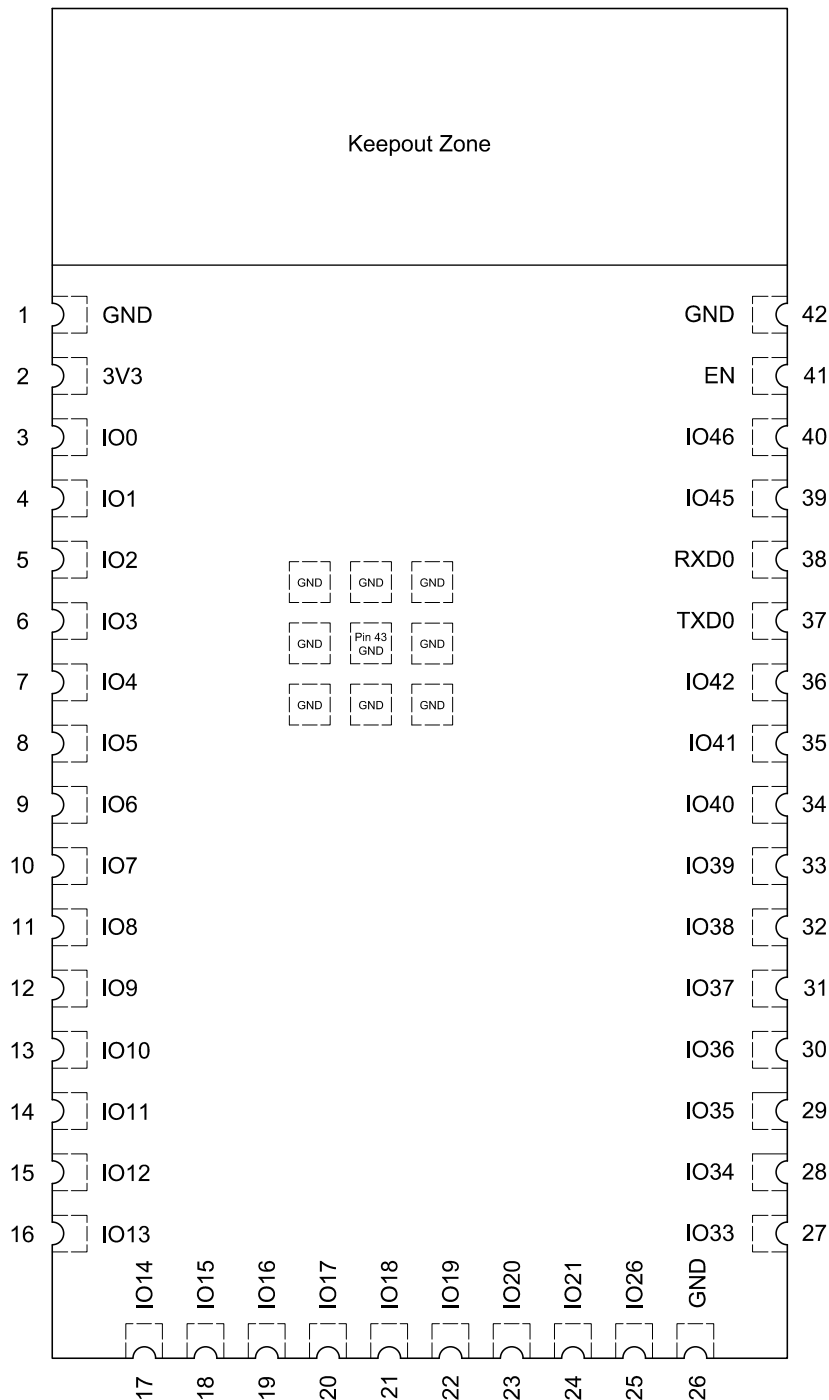 Keepout Zone
1 GND GND 42
2 3V3 EN 41
3 IO0 IO46 40
4 IO1 IO45 39
5 IO2 RXD0 38
GND GND GND
6 IO3 TXD0 37
GND Pin 43 GND GND
7 IO4 IO42 36
GND GND GND
8 IO5 IO41 35
9 IO6 IO40 34
10 IO7 IO39 33
11 IO8 IO38 32
12 IO9 IO37 31
13 IO10 IO36 30
14 IO11 IO35 29
15 IO12 IO34 28
16 IO13 IO33 27
IO14 IO15 IO16 IO17 IO18 IO19 IO20 IO21 IO26 GND
17 18 19 20 21 22 23 24 25 26